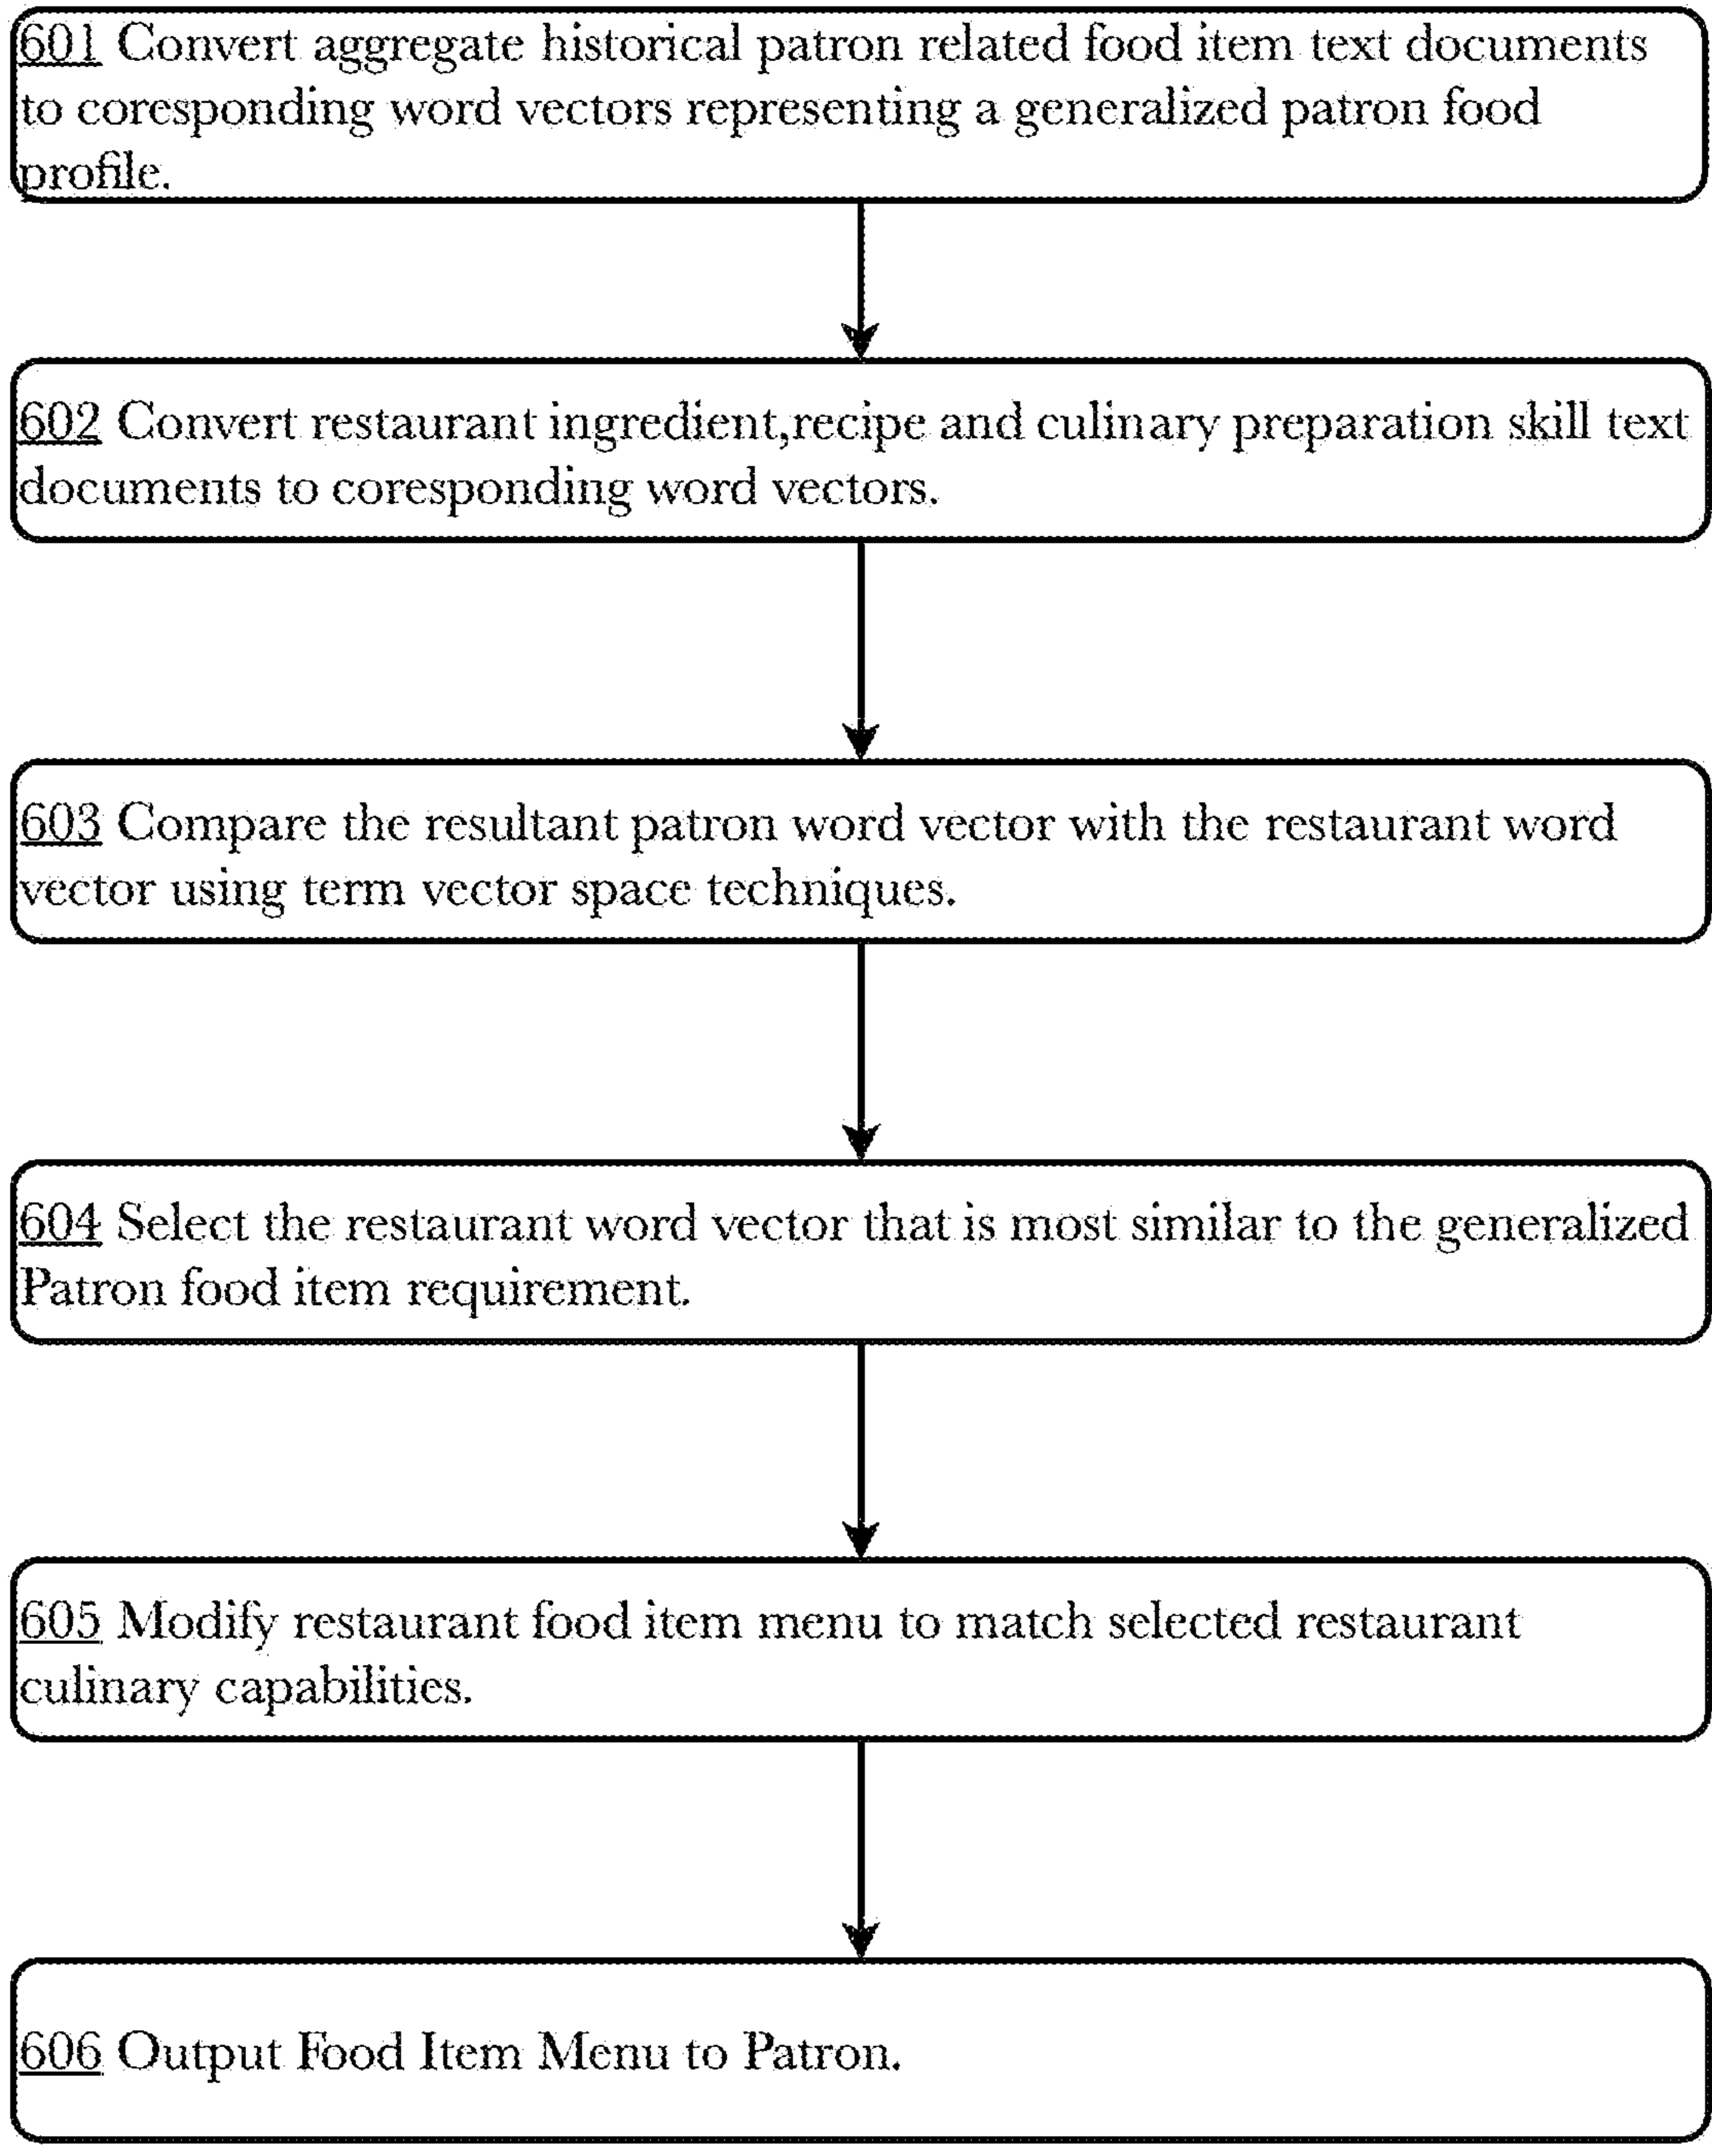 601 Convert aggregate historical patron related food item text documents
to coresponding word vectors representing a generalized patron food
profile.
602 Convert restaurant ingredient,recipe and culinary preparation skill text
documents to coresponding word vectors.
603 Compare the resultant patron word vector with the restaurant word
vector using term vector space techniques.
604 Select the restaurant word vector that is most similar to the generalized
Patron food item requirement.
605 Modify restaurant food item menu to match selected restaurant
culinary capabilities.
606 Output Food Item Menu to Patron.